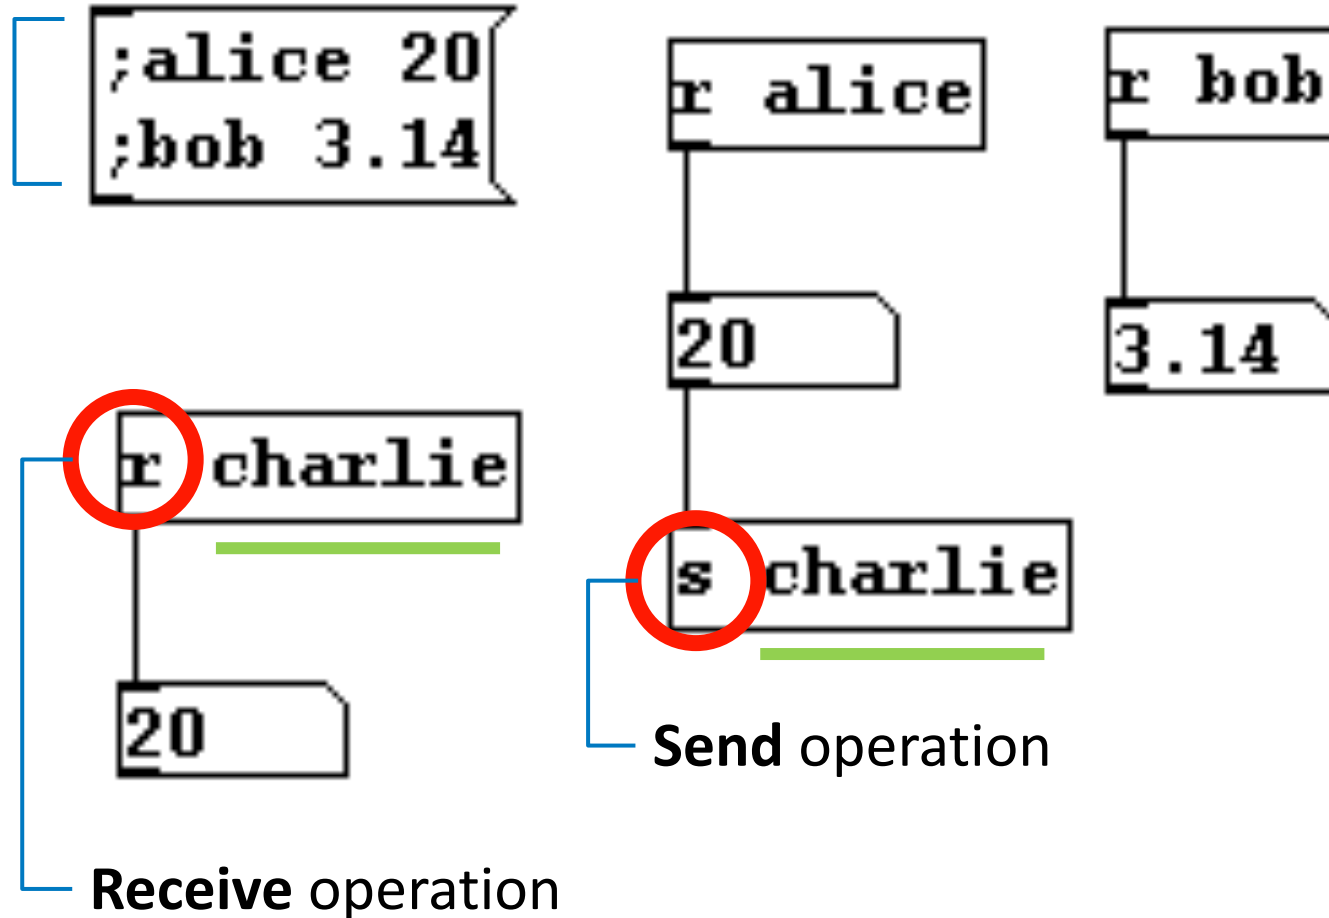 ;alice 20
;bob 3.14
r alice
r bob
20
3.14
r charlie
s charlie
20
Send operation
Receive operation